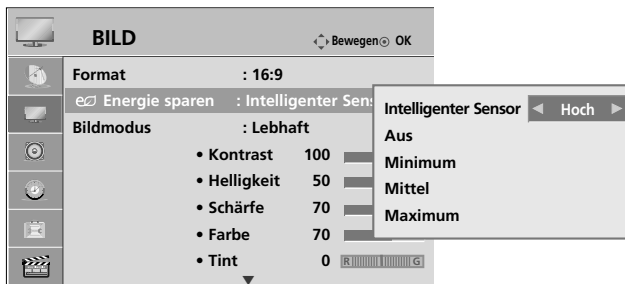 BILD
Bewegen OK
Format : 16:9
Energie sparen : Intelligenter Sens
Bildmodus : Lebhaft
• Kontrast 100
• Helligkeit 50
• Schärfe 70
• Farbe 70
• Tint 0 R G
Intelligenter Sensor ◀ Hoch ▶
Aus
Minimum
Mittel
Maximum